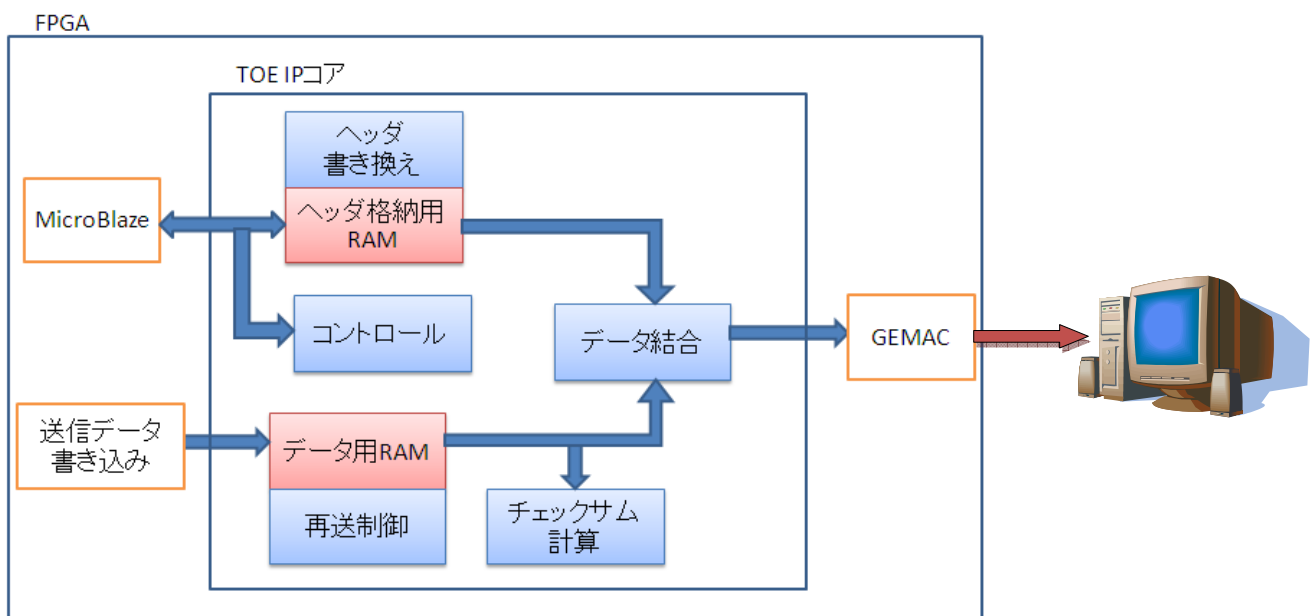 FPGA
TOE IPコア
ヘッダ
書き換え
MicroBlaze
ヘッダ格納用
RAM
コントロール
データ結合
GEMAC
送信データ
書き込み
データ用RAM
再送制御
チェックサム
計算